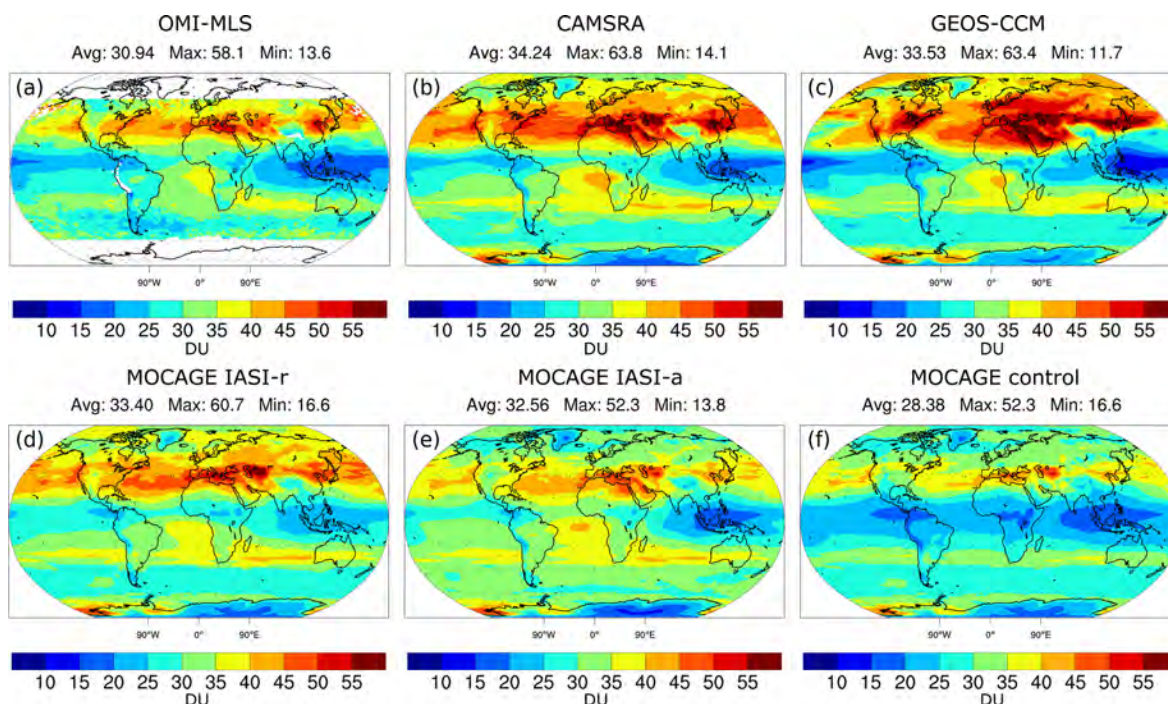 OMI-MLS
Avg: 30.94 Max: 58.1 Min: 13.6
(a)
90°W 0° 90°E
10 15 20 25 30 35 40 45 50 55
DU
CAMSRA
Avg: 34.24 Max: 63.8 Min: 14.1
(b)
90°W 0° 90°E
10 15 20 25 30 35 40 45 50 55
DU
GEOS-CCM
Avg: 33.53 Max: 63.4 Min: 11.7
(c)
90°W 0° 90°E
10 15 20 25 30 35 40 45 50 55
DU
MOCAGE IASI-r
Avg: 33.40 Max: 60.7 Min: 16.6
(d)
90°W 0° 90°E
10 15 20 25 30 35 40 45 50 55
DU
MOCAGE IASI-a
Avg: 32.56 Max: 52.3 Min: 13.8
(e)
90°W 0° 90°E
10 15 20 25 30 35 40 45 50 55
DU
MOCAGE control
Avg: 28.38 Max: 52.3 Min: 16.6
(f)
90°W 0° 90°E
10 15 20 25 30 35 40 45 50 55
DU